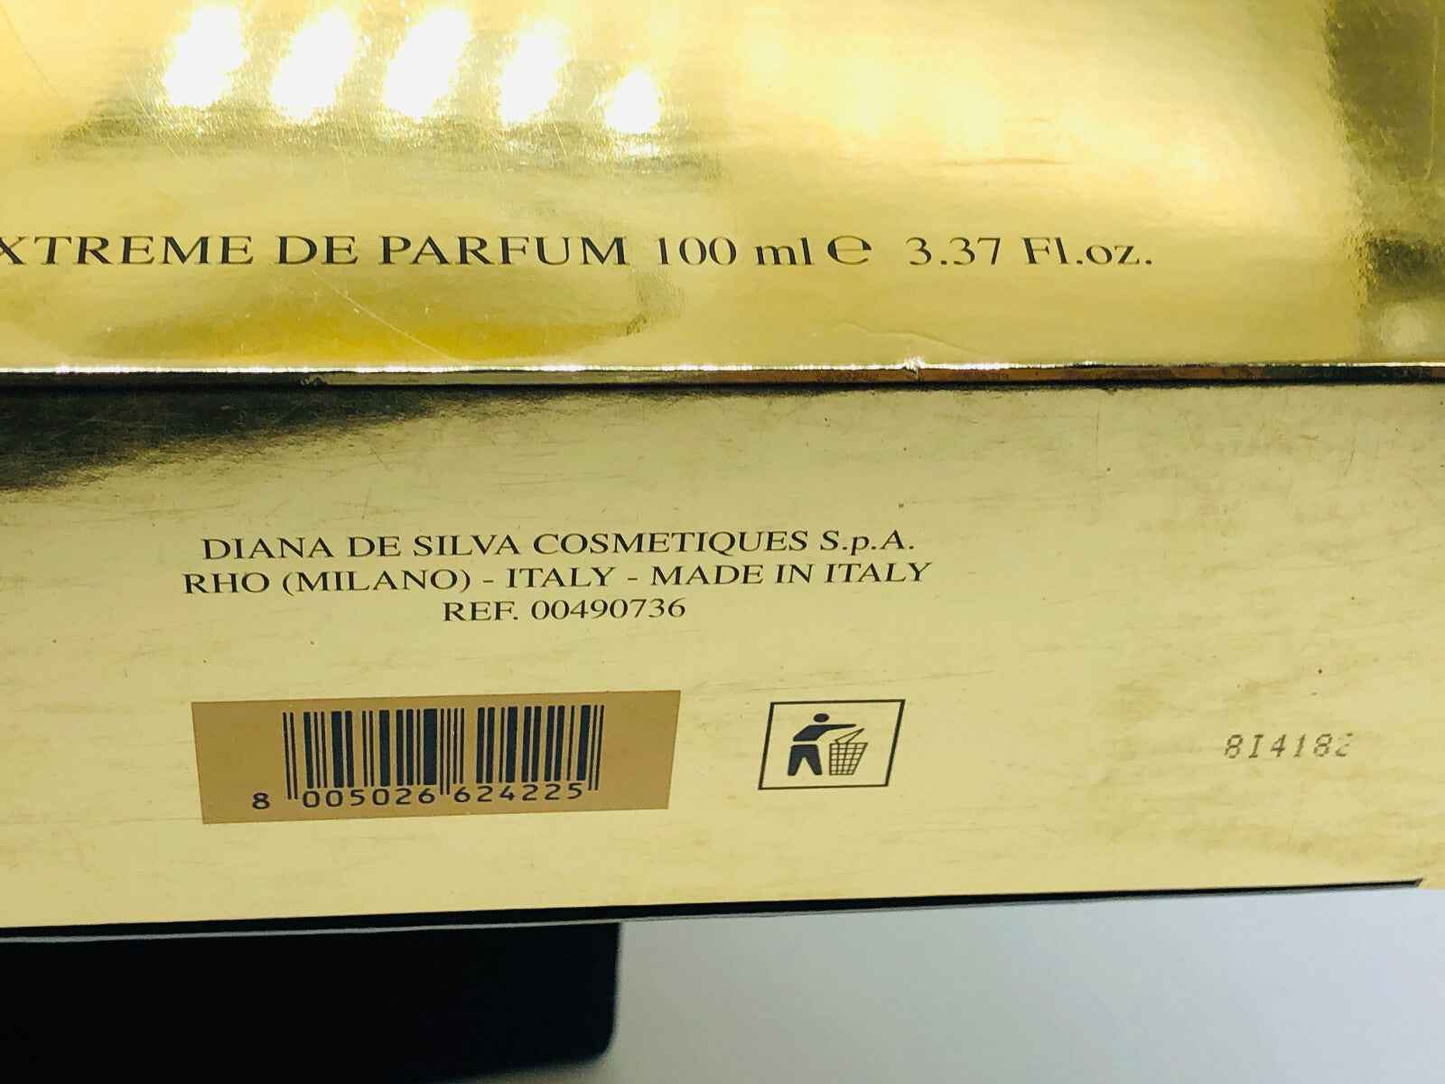 XTREME DE PARFUM 100 ml ℮ 3.37 Fl.oz.
DIANA DE SILVA COSMETIQUES S.p.A.
RHO (MILANO) - ITALY - MADE IN ITALY
REF. 00490736
8 005026 624225
8I4182